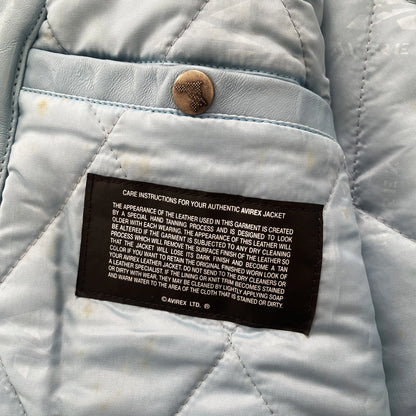 CARE INSTRUCTIONS FOR YOUR AUTHENTIC AVIREX JACKET
THE APPEARANCE OF THE LEATHER USED IN THIS GARMENT IS CREATED
BY A SPECIAL HAND TANNING PROCESS AND IS DESIGNED TO LOOK
OLDER WITH EACH WEARING. THE APPEARANCE OF THIS LEATHER WILL
BE ALTERED IF THE GARMENT IS SUBJECTED TO ANY DRY CLEANING
PROCESS WHICH WILL REMOVE THE SURFACE FINISH OF THE LEATHER SO
THAT THE JACKET WILL LOSE ITS DARK FINISH AND BECOME A TAN
COLOR IF YOU WANT TO RETAIN THE ORIGINAL FINISHED WORN LOOK OF
YOUR AVIREX LEATHER JACKET. DO NOT SEND TO THE DRY CLEANERS OR
A LEATHER SPECIALIST. IF THE LINING OR KNIT TRIM BECOMES STAINED
OR DIRTY WITH WEAR. THEY MAY BE CLEANED BY LIGHTLY APPLYING SOAP
AND WARM WATER TO THE AREA OF THE CLOTH THAT IS STAINED OR DIRTY.
© AVIREX LTD. ®